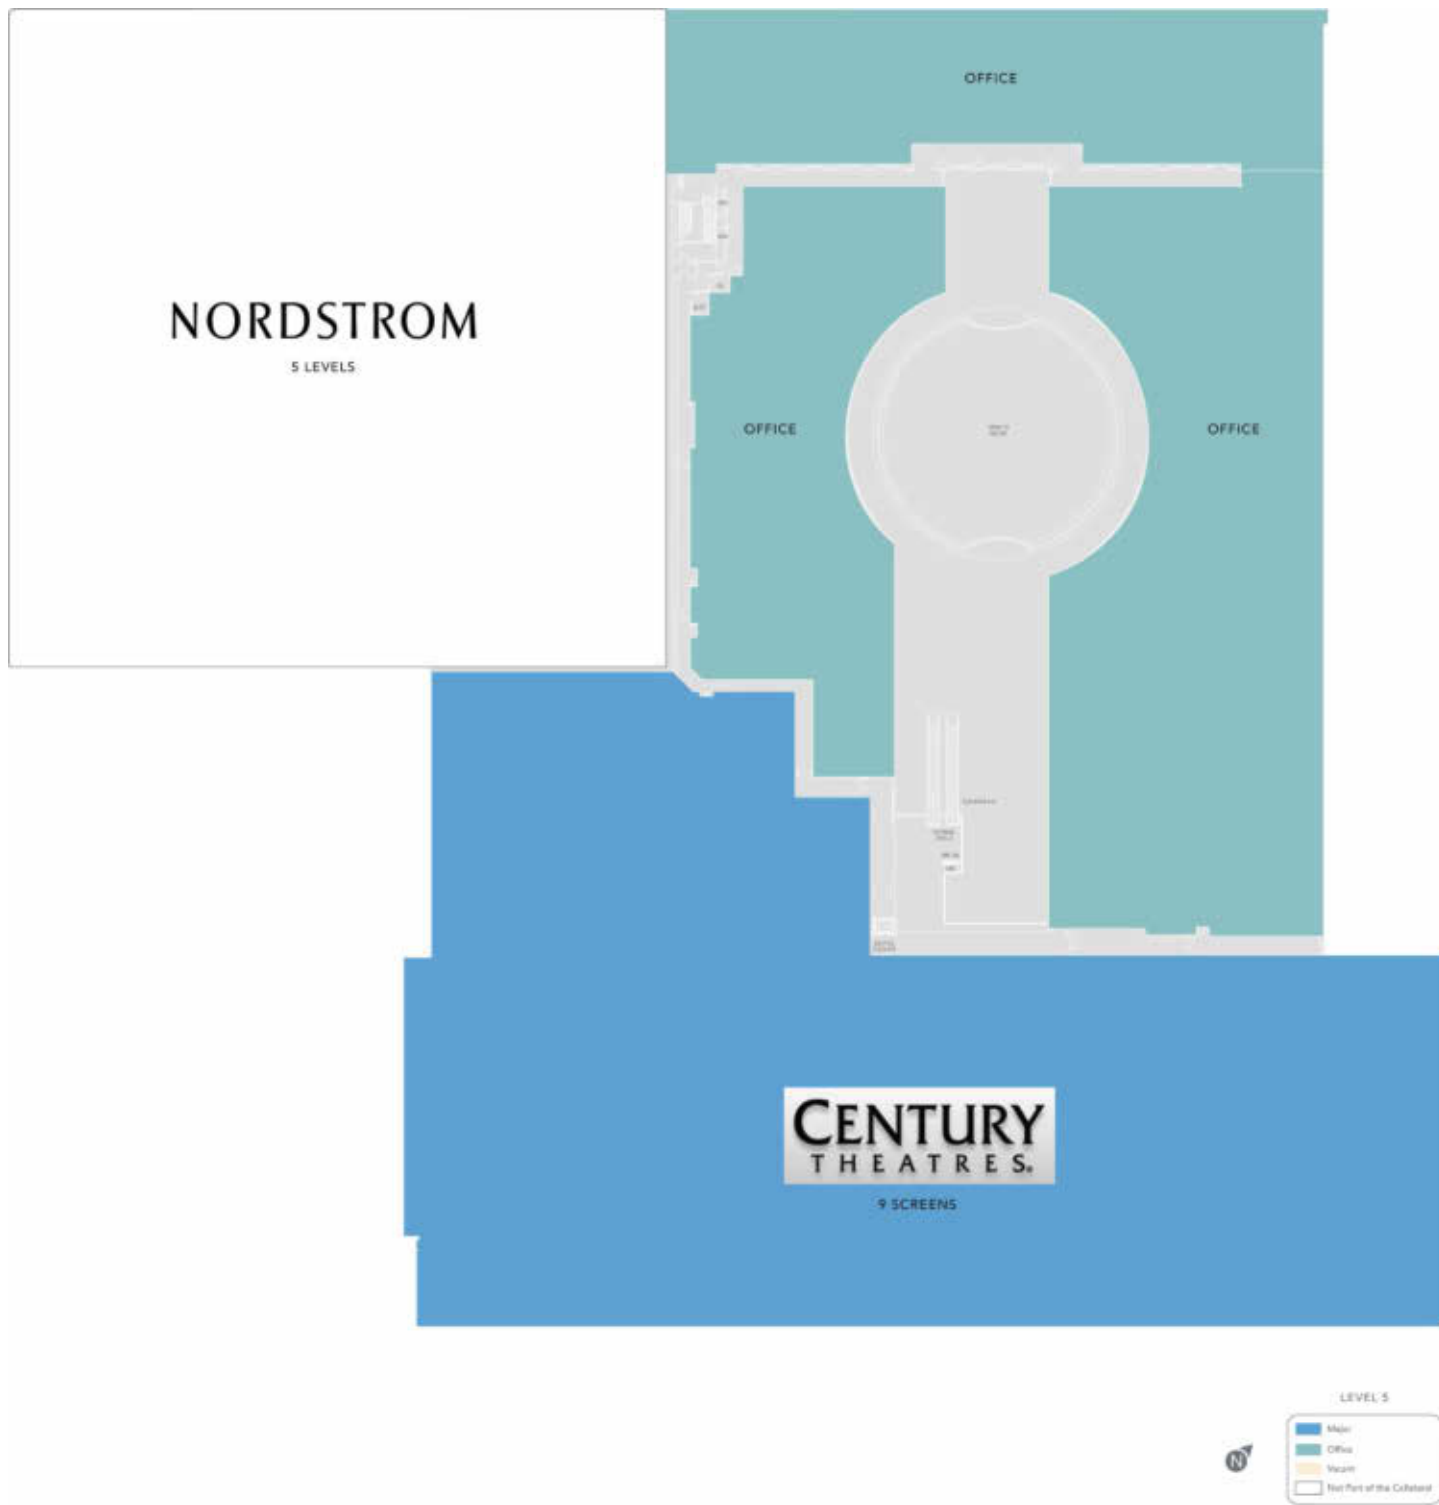 OFFICE
NORDSTROM
5 LEVELS
OFFICE
OFFICE
CENTURY
THEATRES®
9 SCREENS
LEVEL 5
Major
Office
Vacant
Not Part of the Collateral
N